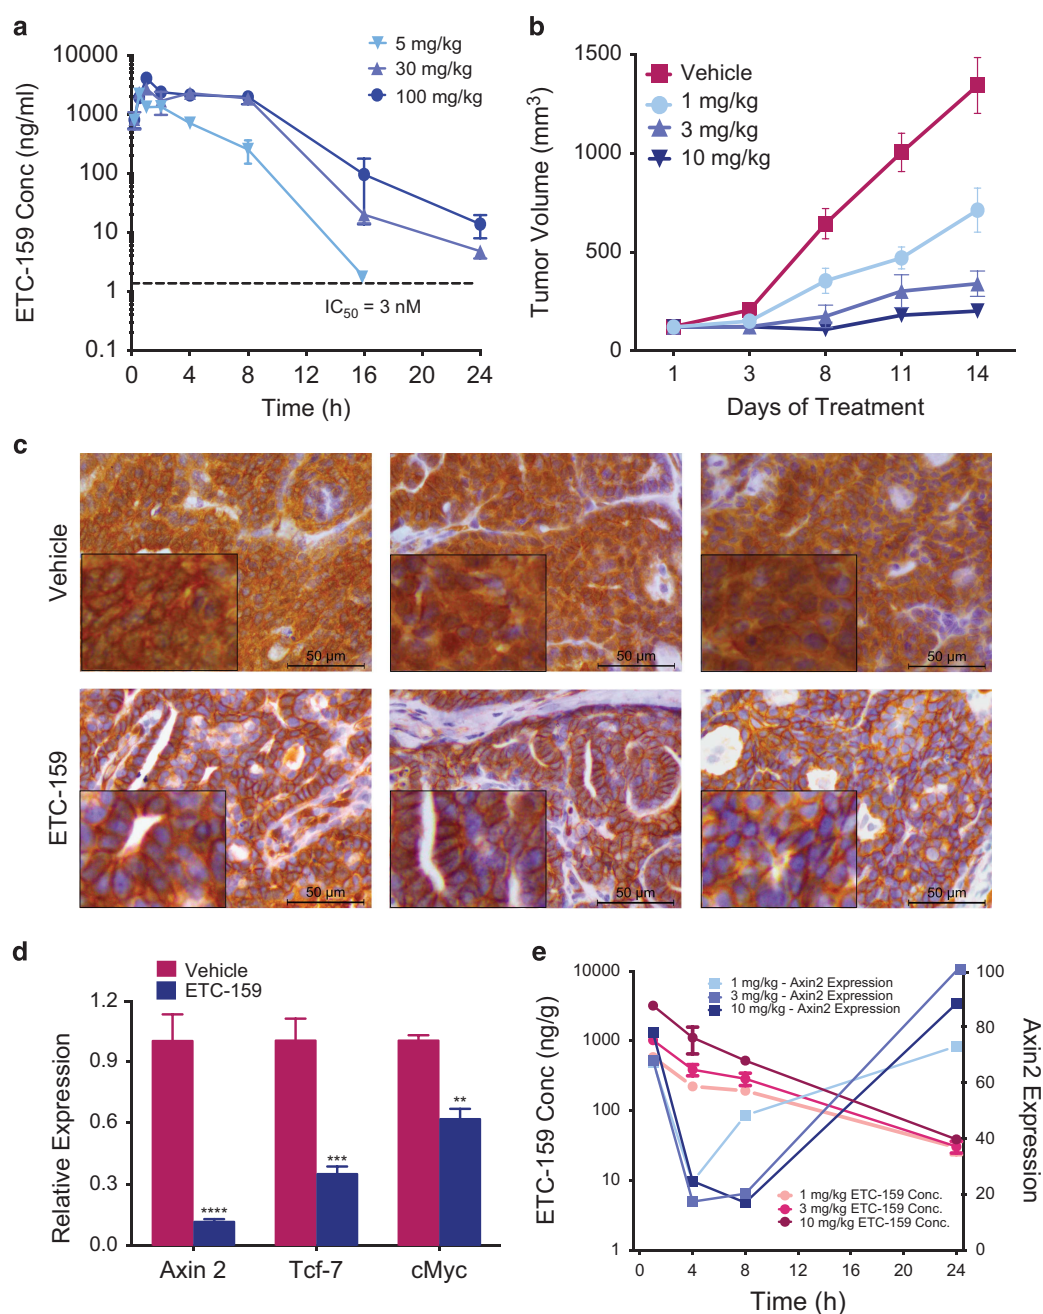 a
5 mg/kg
30 mg/kg
100 mg/kg
10000
1000
100
10
1
0.1
ETC-159 Conc (ng/ml)
IC50 = 3 nM
0 4 8 12 16 20 24
Time (h)
b
Vehicle
1 mg/kg
3 mg/kg
10 mg/kg
1500
1000
500
0
Tumor Volume (mm3)
1 3 8 11 14
Days of Treatment
c
Vehicle
50 µm
50 µm
50 µm
ETC-159
50 µm
50 µm
50 µm
d
Vehicle
ETC-159
1.2
0.9
0.6
0.3
0.0
Relative Expression
****
***
**
Axin 2 Tcf-7 cMyc
e
10000
1000
100
10
1
ETC-159 Conc (ng/g)
1 mg/kg - Axin2 Expression
3 mg/kg - Axin2 Expression
10 mg/kg - Axin2 Expression
100
80
60
40
20
0
Axin2 Expression
1 mg/kg ETC-159 Conc.
3 mg/kg ETC-159 Conc.
10 mg/kg ETC-159 Conc.
0 4 8 12 16 20 24
Time (h)